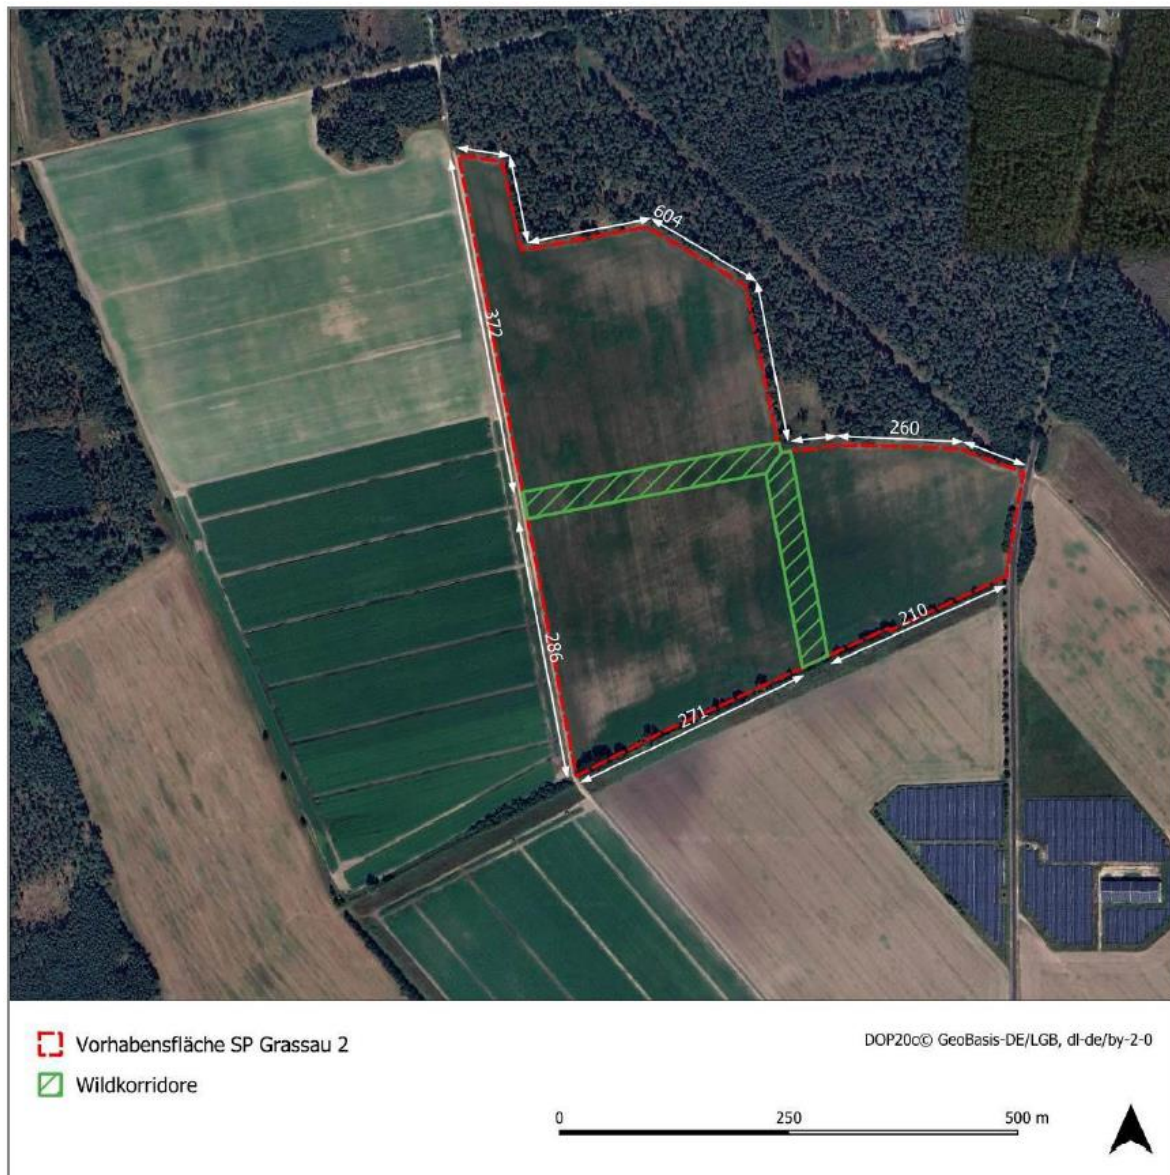 604
372
260
286
210
271
Vorhabensfläche SP Grassau 2
DOP20c© GeoBasis-DE/LGB, dl-de/by-2-0
Wildkorridore
0 250 500 m